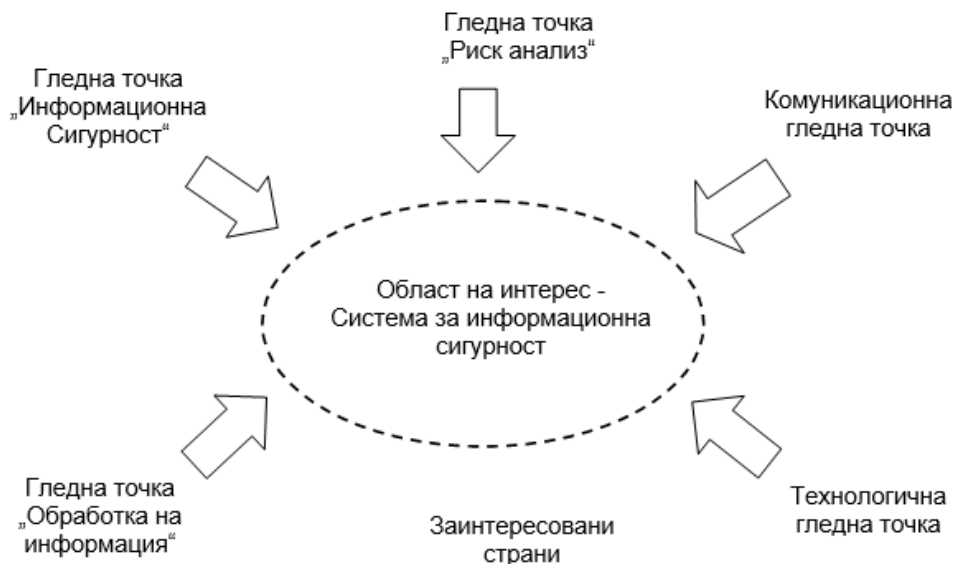 Гледна точка
„Риск анализ“
Гледна точка
„Информационна
Сигурност“
Комуникационна
гледна точка
Област на интерес -
Система за информационна
сигурност
Гледна точка
„Обработка на
информация“
Заинтересовани
страни
Технологична
гледна точка